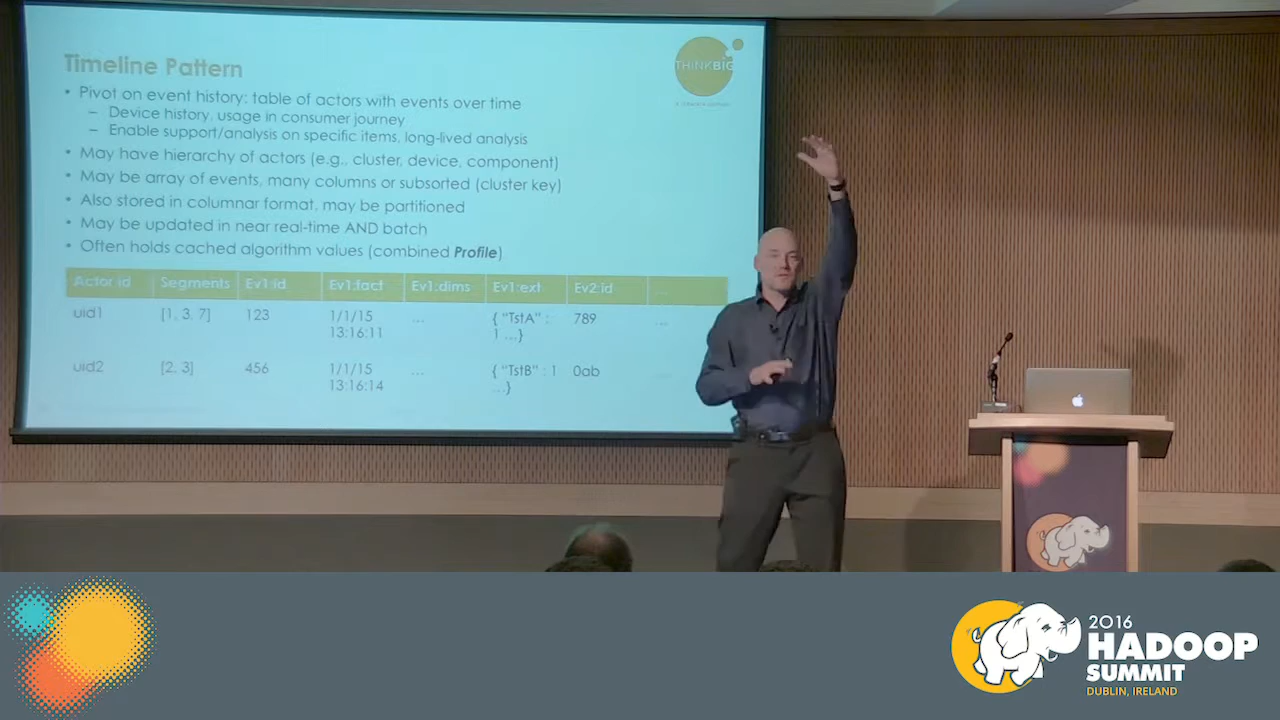 Timeline Pattern
THINKBIG
• Pivot on event history: table of actors with events over time
– Device history, usage in consumer journey
– Enable support/analysis on specific items, long-lived analysis
• May have hierarchy of actors (e.g., cluster, device, component)
• May be array of events, many columns or subsorted (cluster key)
• Also stored in columnar format, may be partitioned
• May be updated in near real-time AND batch
• Often holds cached algorithm values (combined Profile)
Actor id Segments Ev1:id Ev1:fact Ev1:dims Ev1:ext Ev2:id ...
uid1 [1, 3, 7] 123 1/1/15 ... { "TstA" : 789 ...
13:16:11 1 ...}
uid2 [2, 3] 456 1/1/15 ... { "TstB" : 1 0ab ...
13:16:14 ...}
2016
HADOOP
SUMMIT
DUBLIN, IRELAND